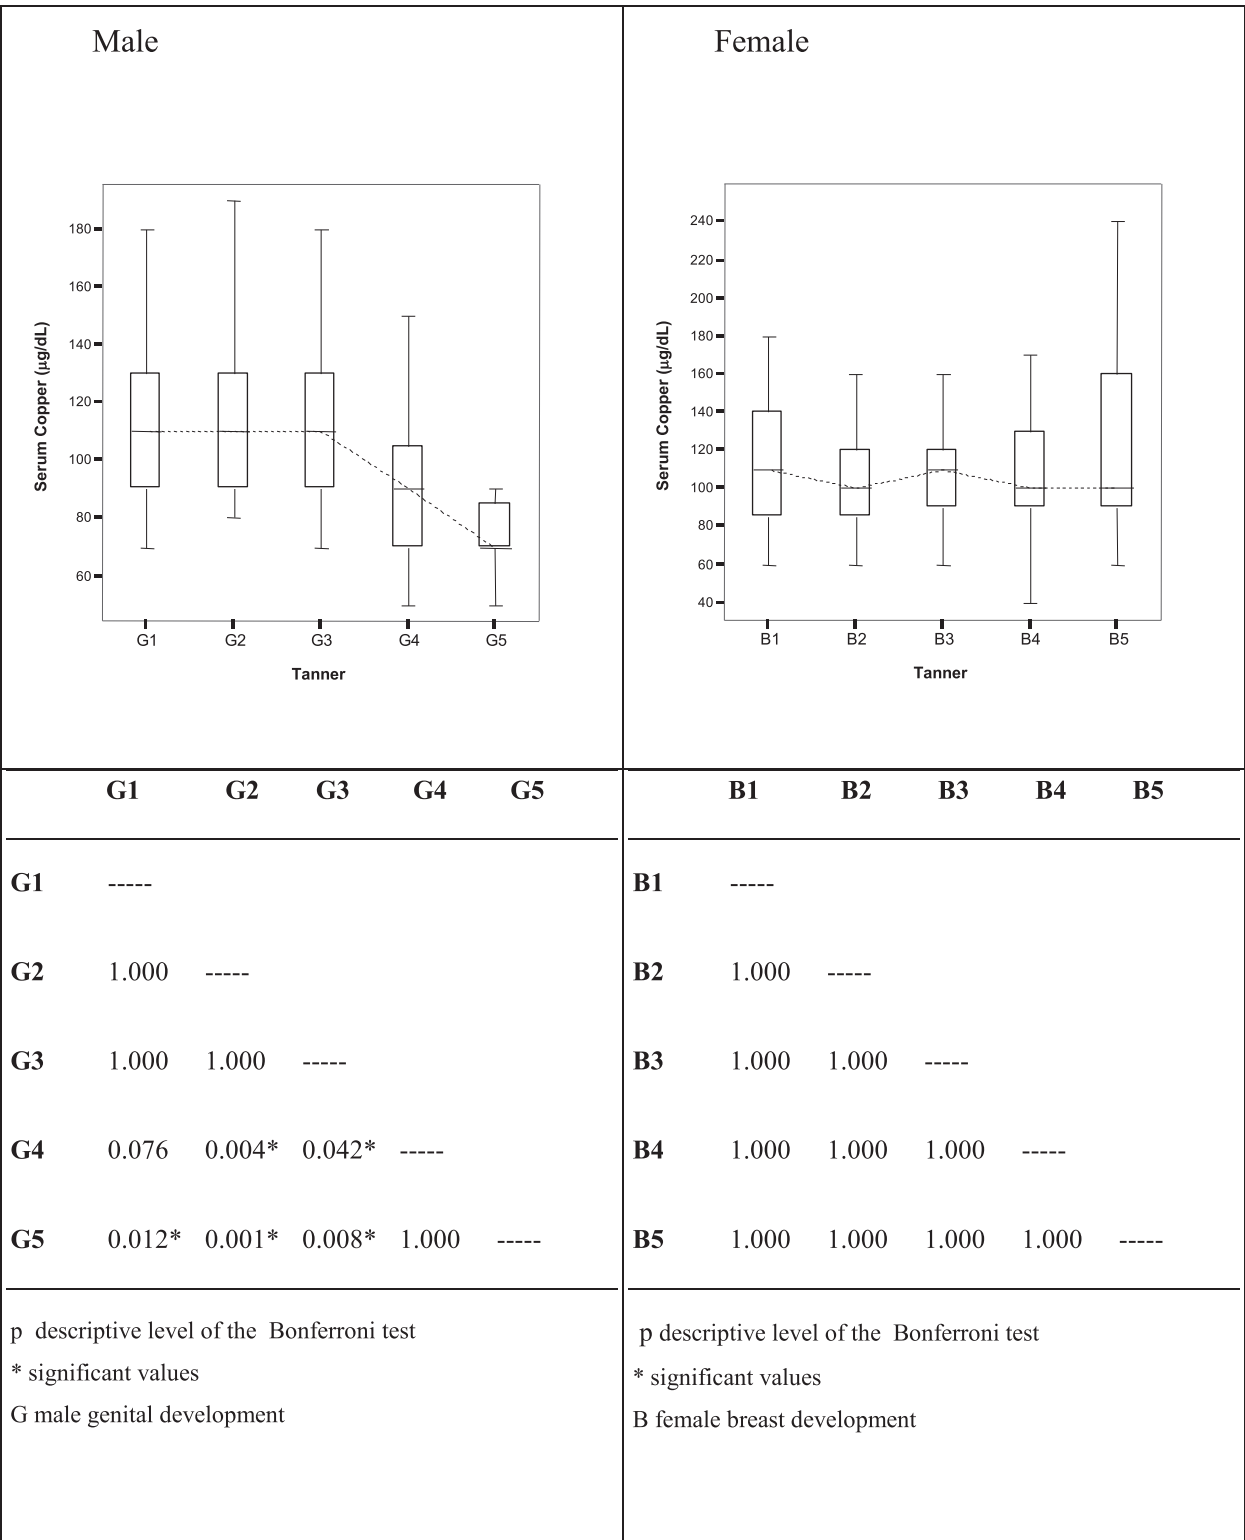 Male
180
160
140
120
100
80
60
Serum Copper (µg/dL)
G1 G2 G3 G4 G5
Tanner
Female
240
220
200
180
160
140
120
100
80
60
40
Serum Copper (µg/dL)
B1 B2 B3 B4 B5
Tanner
G1 G2 G3 G4 G5
G1 -----
G2 1.000 -----
G3 1.000 1.000 -----
G4 0.076 0.004* 0.042* -----
G5 0.012* 0.001* 0.008* 1.000 -----
p descriptive level of the Bonferroni test
* significant values
G male genital development
B1 B2 B3 B4 B5
B1 -----
B2 1.000 -----
B3 1.000 1.000 -----
B4 1.000 1.000 1.000 -----
B5 1.000 1.000 1.000 1.000 -----
p descriptive level of the Bonferroni test
* significant values
B female breast development